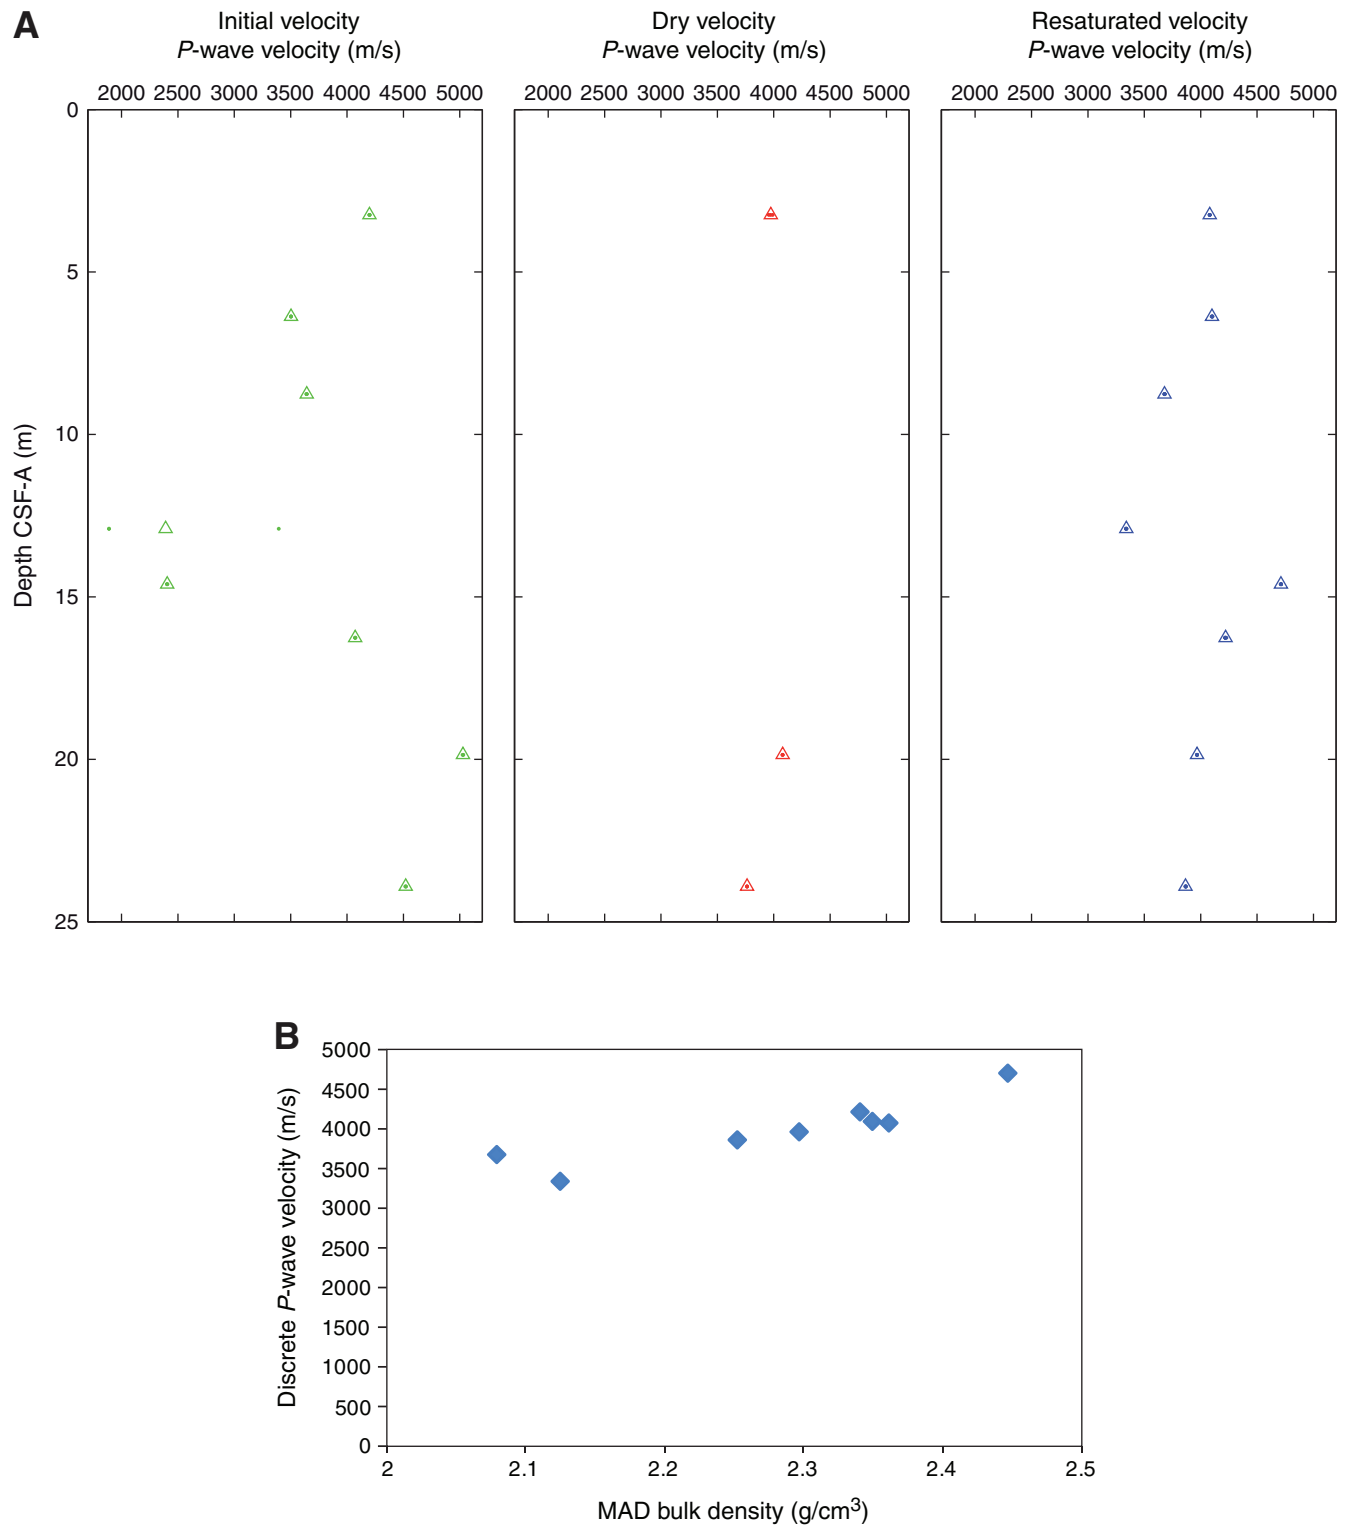 A
Initial velocity
P-wave velocity (m/s)
Dry velocity
P-wave velocity (m/s)
Resaturated velocity
P-wave velocity (m/s)
2000 2500 3000 3500 4000 4500 5000
2000 2500 3000 3500 4000 4500 5000
2000 2500 3000 3500 4000 4500 5000
0
5
10
15
20
25
Depth CSF-A (m)
B
5000
4500
4000
3500
3000
2500
2000
1500
1000
500
0
Discrete P-wave velocity (m/s)
2 2.1 2.2 2.3 2.4 2.5
MAD bulk density (g/cm³)